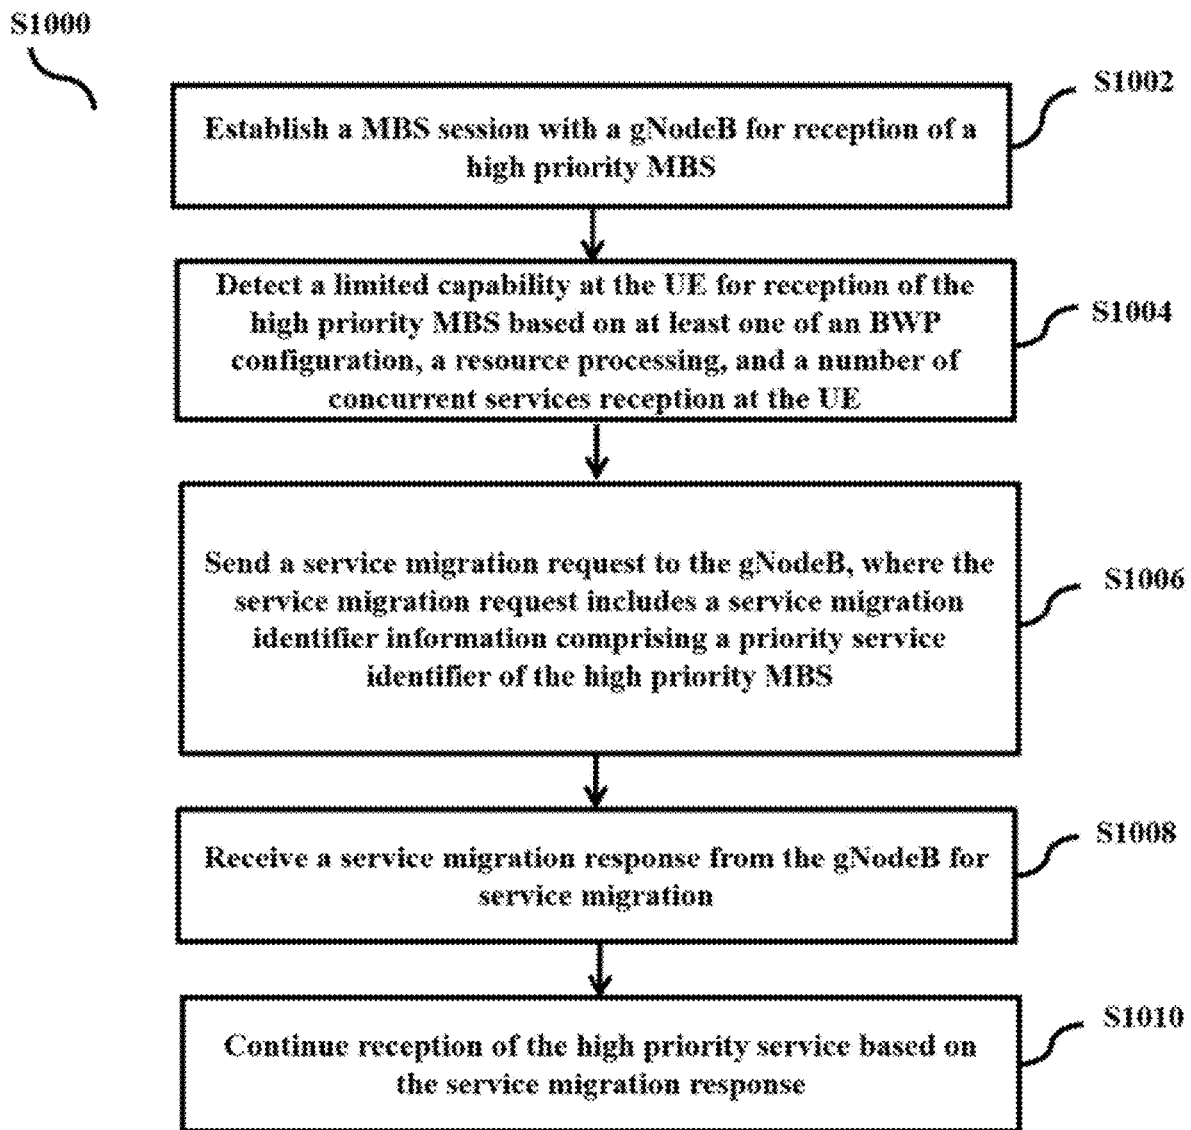 S1000
S1002
Establish a MBS session with a gNodeB for reception of a
high priority MBS
Detect a limited capability at the UE for reception of the
high priority MBS based on at least one of an BWP
configuration, a resource processing, and a number of
concurrent services reception at the UE
S1004
Send a service migration request to the gNodeB, where the
service migration request includes a service migration
identifier information comprising a priority service
identifier of the high priority MBS
S1006
Receive a service migration response from the gNodeB for
service migration
S1008
Continue reception of the high priority service based on
the service migration response
S1010